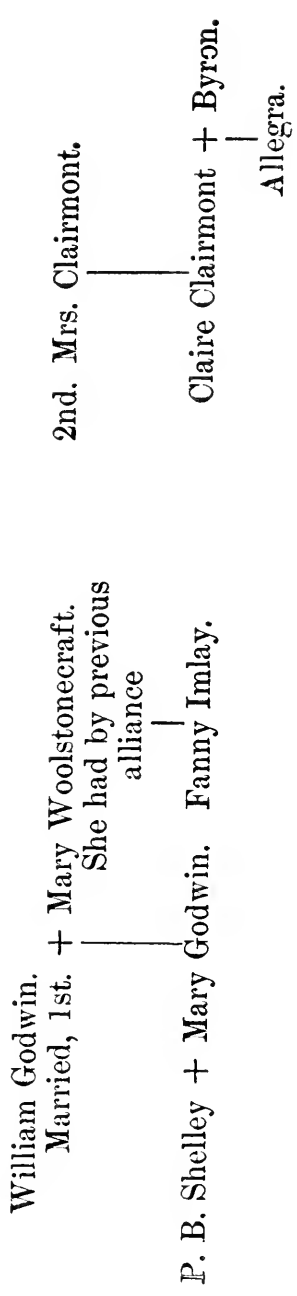 William Godwin.
Married, 1st. + Mary Woolstonecraft. 2nd. Mrs. Clairmont.
She had by previous
alliance
P. B. Shelley + Mary Godwin. Fanny Imlay. Claire Clairmont + Byron.
Allegra.